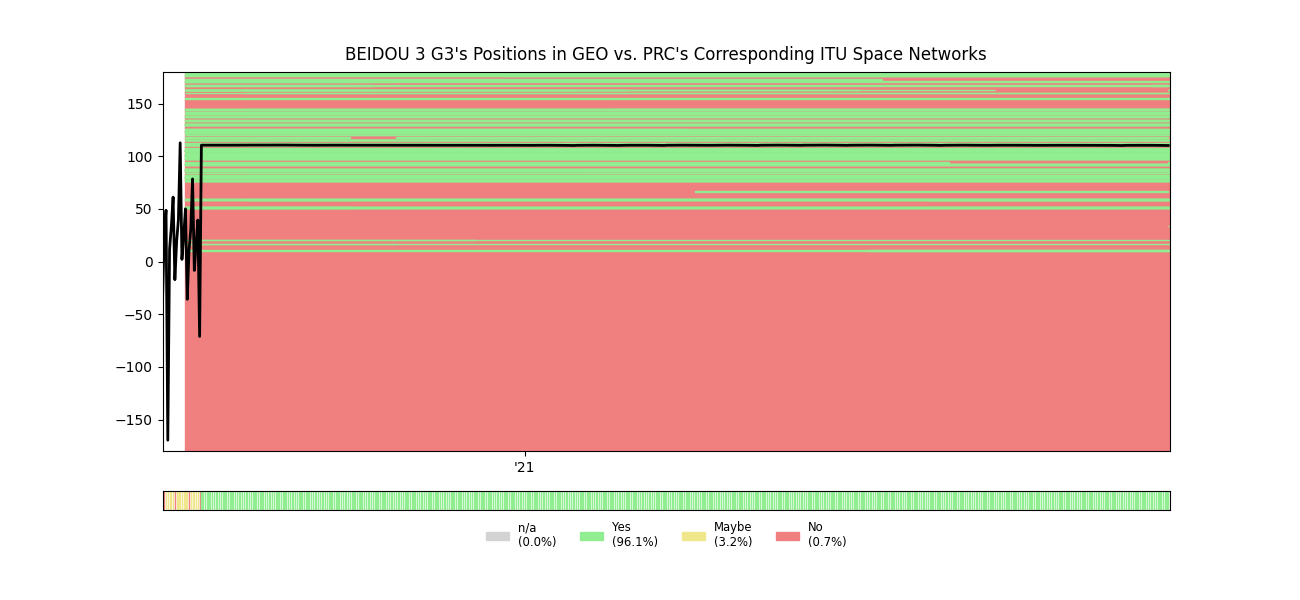 BEIDOU 3 G3's Positions in GEO vs. PRC's Corresponding ITU Space Networks
150
100
50
0
−50
−100
−150
'21
n/a
(0.0%)
Yes
(96.1%)
Maybe
(3.2%)
No
(0.7%)